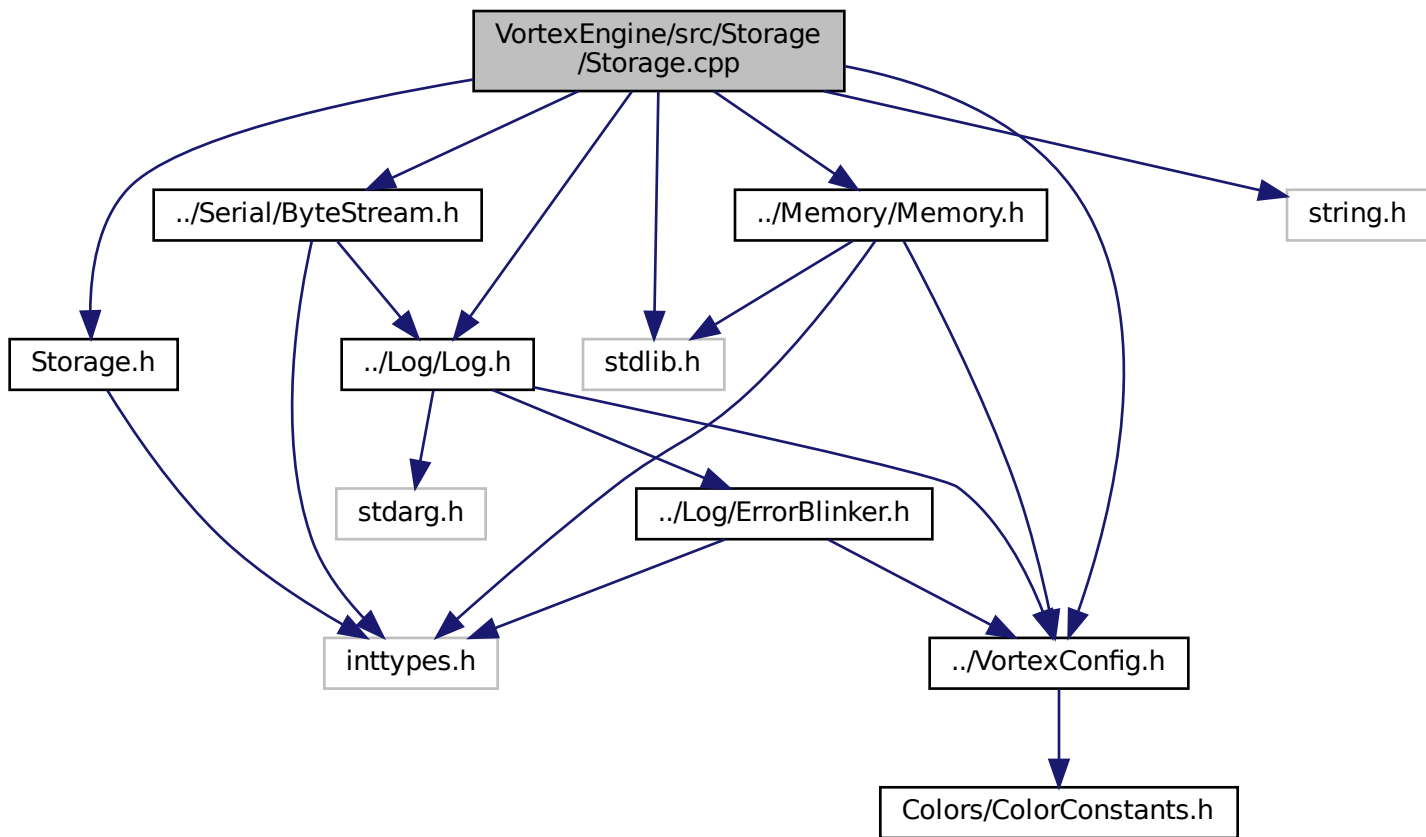 VortexEngine/src/Storage
/Storage.cpp
../Serial/ByteStream.h
../Memory/Memory.h
string.h
Storage.h
../Log/Log.h
stdlib.h
stdarg.h
../Log/ErrorBlinker.h
inttypes.h
../VortexConfig.h
Colors/ColorConstants.h